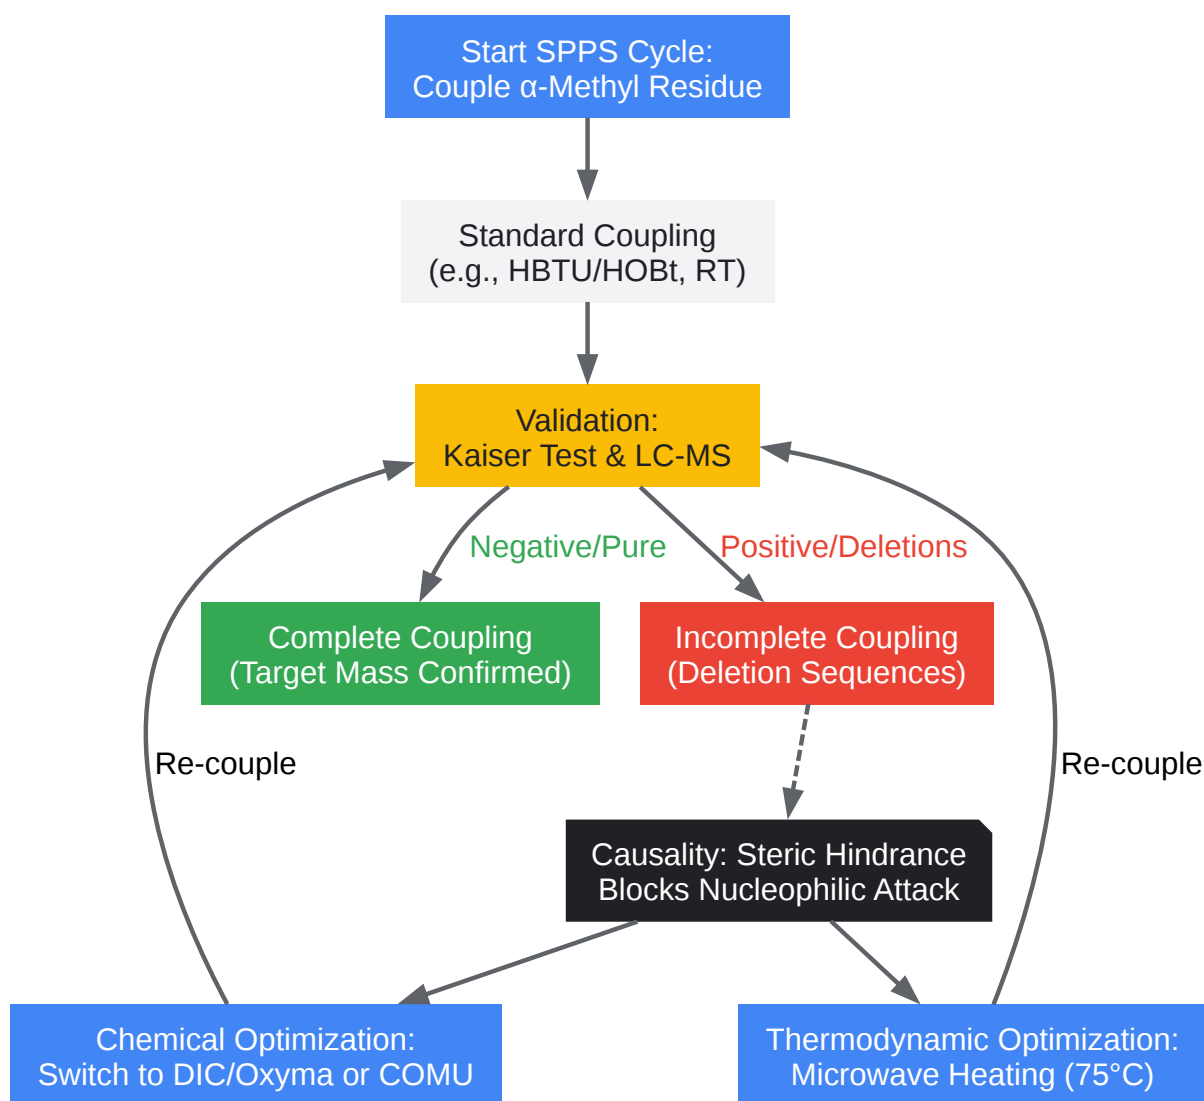 Start SPPS Cycle:
Couple α-Methyl Residue
Standard Coupling
(e.g., HBTU/HOBt, RT)
Validation:
Kaiser Test & LC-MS
Negative/Pure
Positive/Deletions
Complete Coupling
(Target Mass Confirmed)
Incomplete Coupling
(Deletion Sequences)
Re-couple
Re-couple
Causality: Steric Hindrance
Blocks Nucleophilic Attack
Chemical Optimization:
Switch to DIC/Oxyma or COMU
Thermodynamic Optimization:
Microwave Heating (75°C)